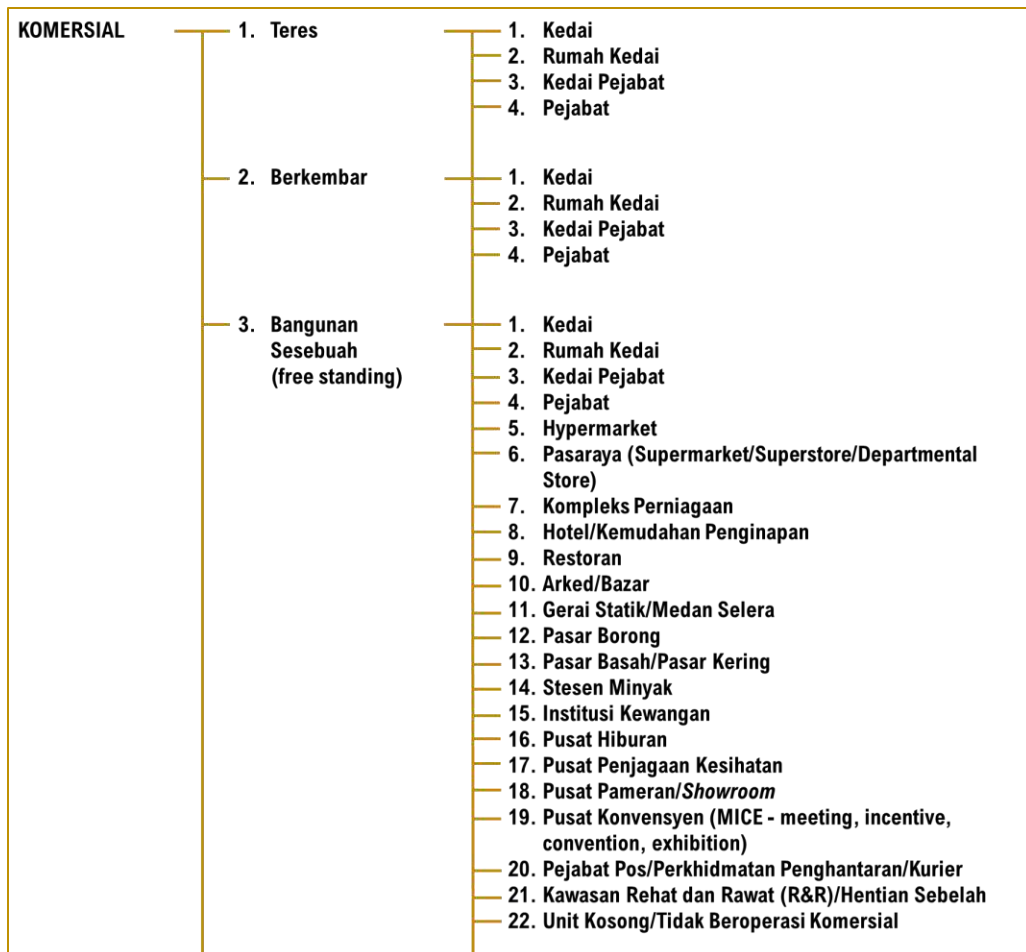 KOMERSIAL 1. Teres 1. Kedai
2. Rumah Kedai
3. Kedai Pejabat
4. Pejabat
2. Berkembar 1. Kedai
2. Rumah Kedai
3. Kedai Pejabat
4. Pejabat
3. Bangunan 1. Kedai
Sesebuah 2. Rumah Kedai
(free standing) 3. Kedai Pejabat
4. Pejabat
5. Hypermarket
6. Pasaraya (Supermarket/Superstore/Departmental
Store)
7. Kompleks Perniagaan
8. Hotel/Kemudahan Penginapan
9. Restoran
10. Arked/Bazar
11. Gerai Statik/Medan Selera
12. Pasar Borong
13. Pasar Basah/Pasar Kering
14. Stesen Minyak
15. Institusi Kewangan
16. Pusat Hiburan
17. Pusat Penjagaan Kesihatan
18. Pusat Pameran/Showroom
19. Pusat Konvensyen (MICE - meeting, incentive,
convention, exhibition)
20. Pejabat Pos/Perkhidmatan Penghantaran/Kurier
21. Kawasan Rehat dan Rawat (R&R)/Hentian Sebelah
22. Unit Kosong/Tidak Beroperasi Komersial